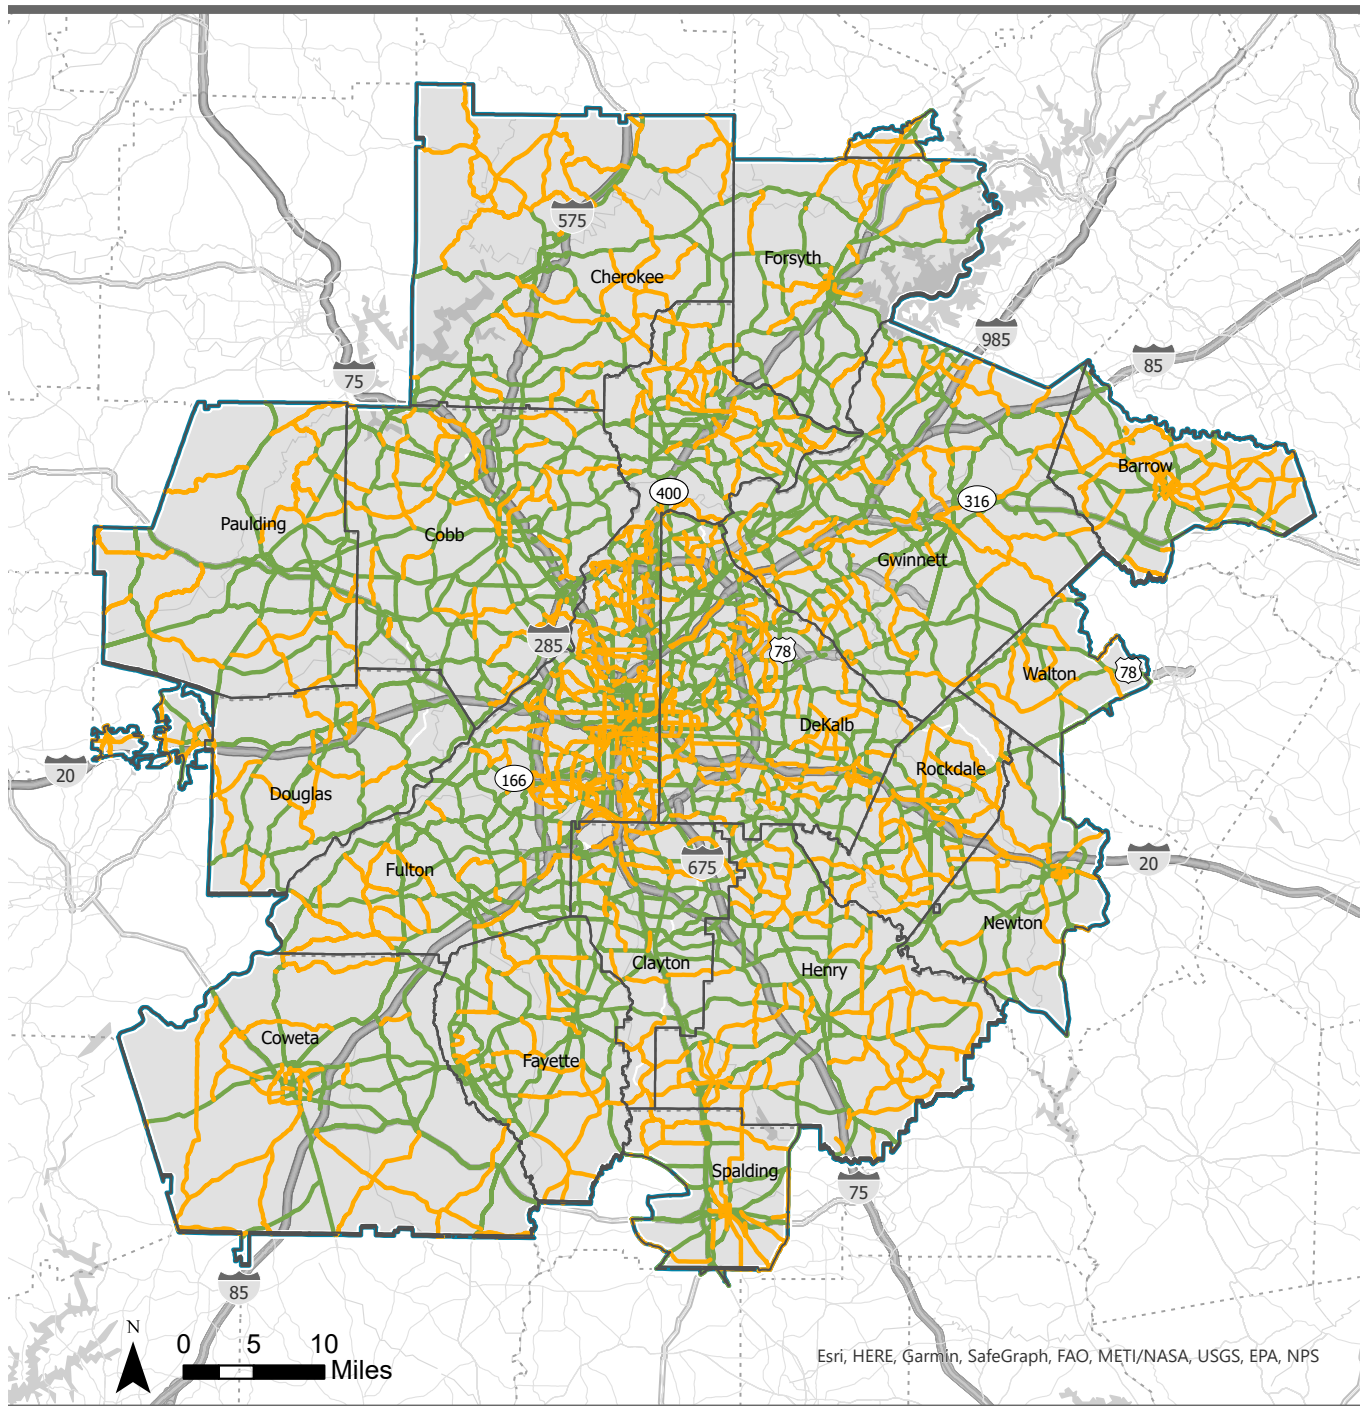 575
Forsyth
Cherokee
985
85
75
Barrow
400
316
Paulding
Cobb
Gwinnett
285
78
Walton
78
DeKalb
20
166
Rockdale
Douglas
675
20
Fulton
Newton
Clayton
Henry
Coweta
Fayette
Spalding
75
85
N
0 5 10
Miles
Esri, HERE, Garmin, SafeGraph, FAO, METI/NASA, USGS, EPA, NPS